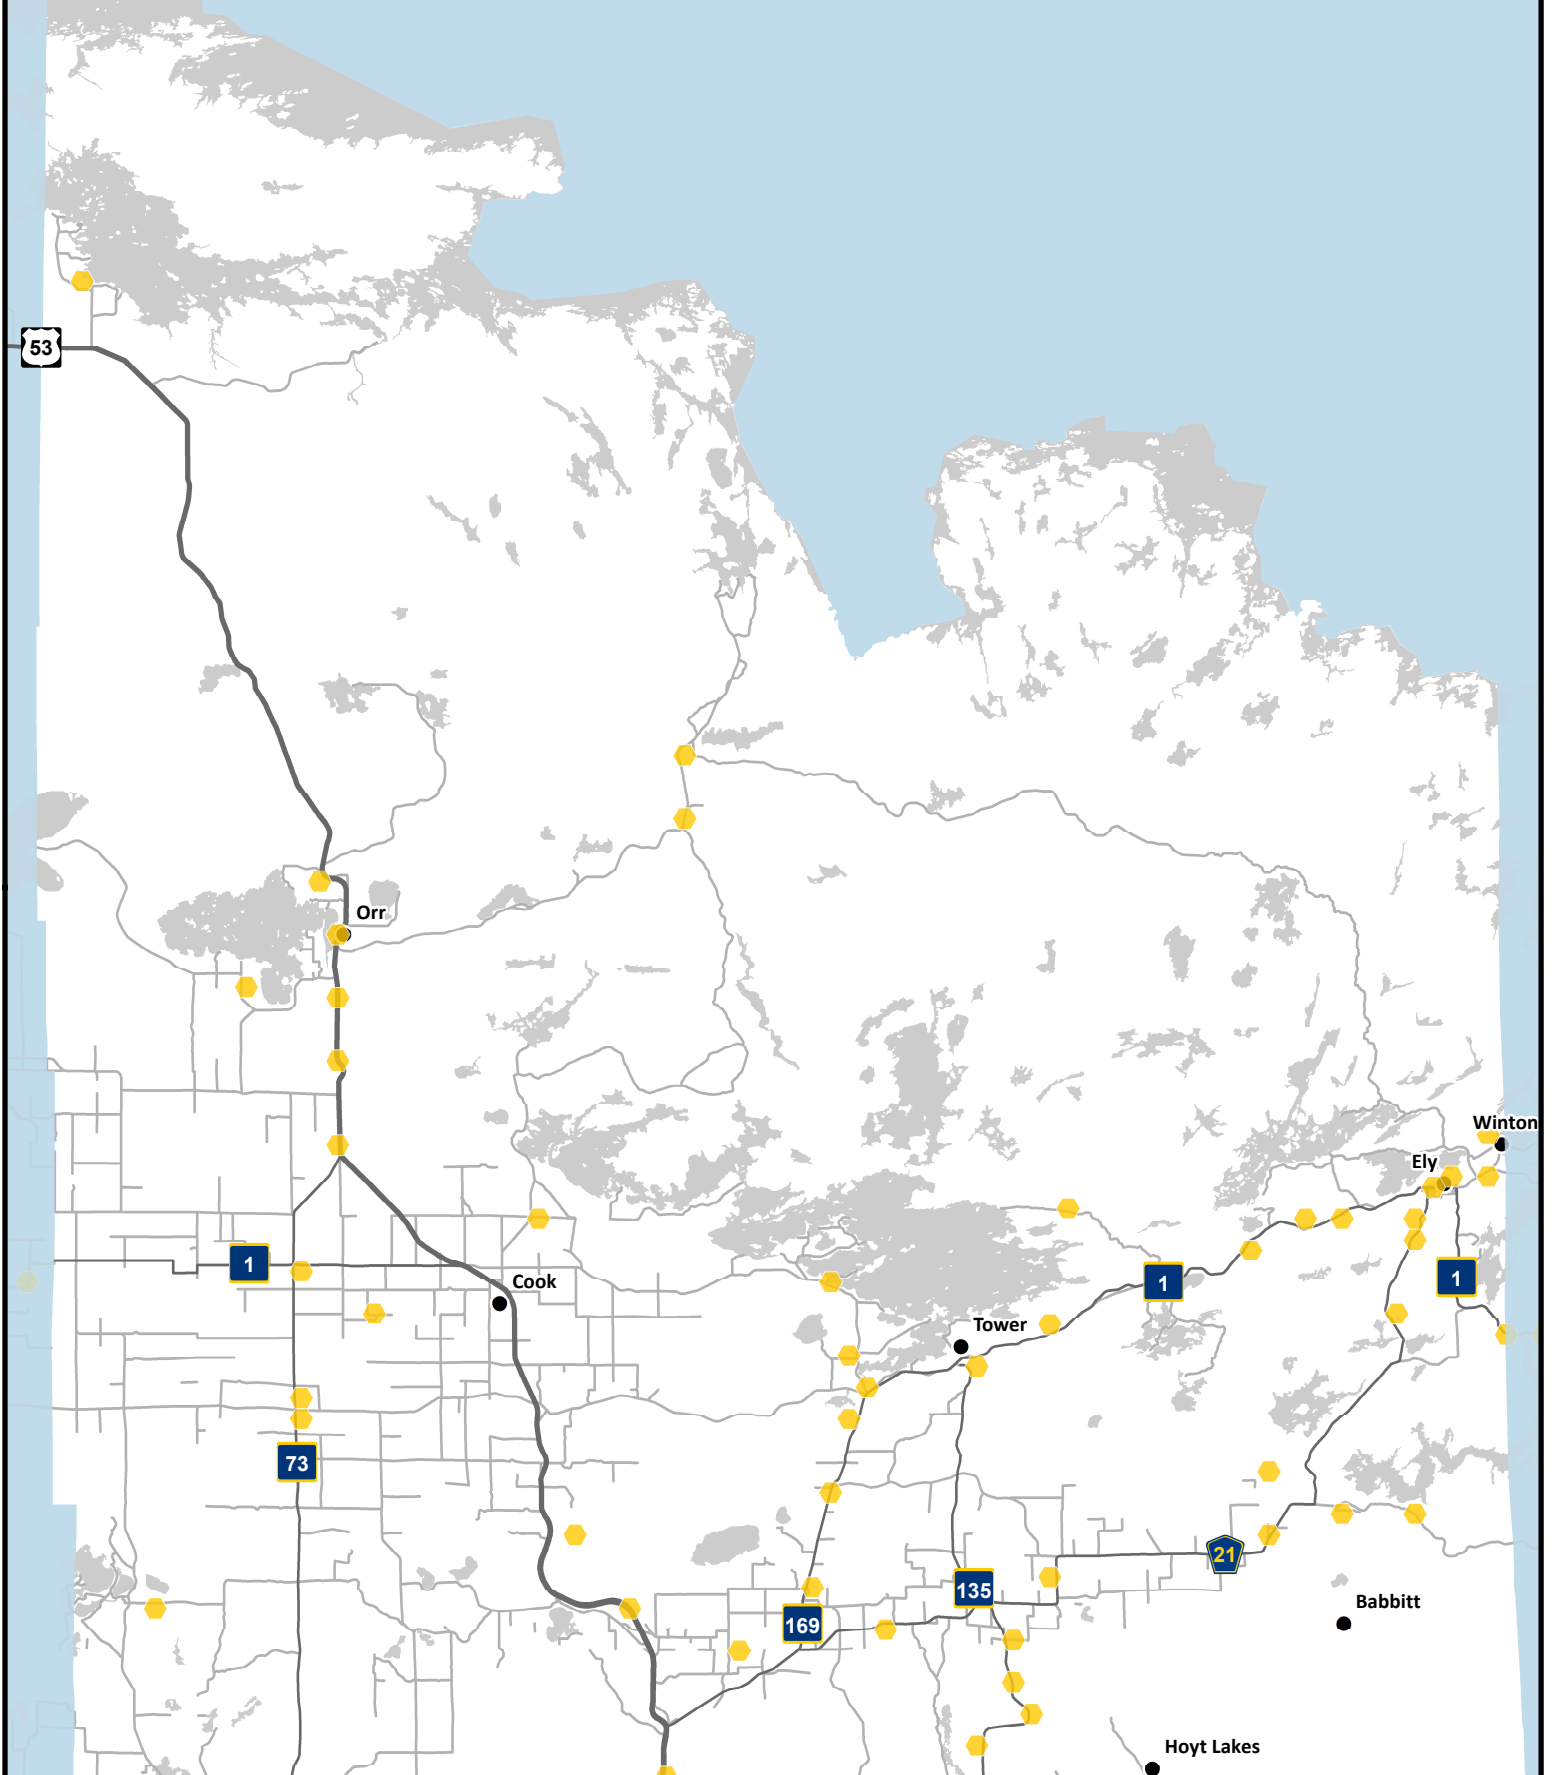 53
Orr
Winton
Ely
1
Cook
1
1
Tower
73
21
135
Babbitt
169
Hoyt Lakes